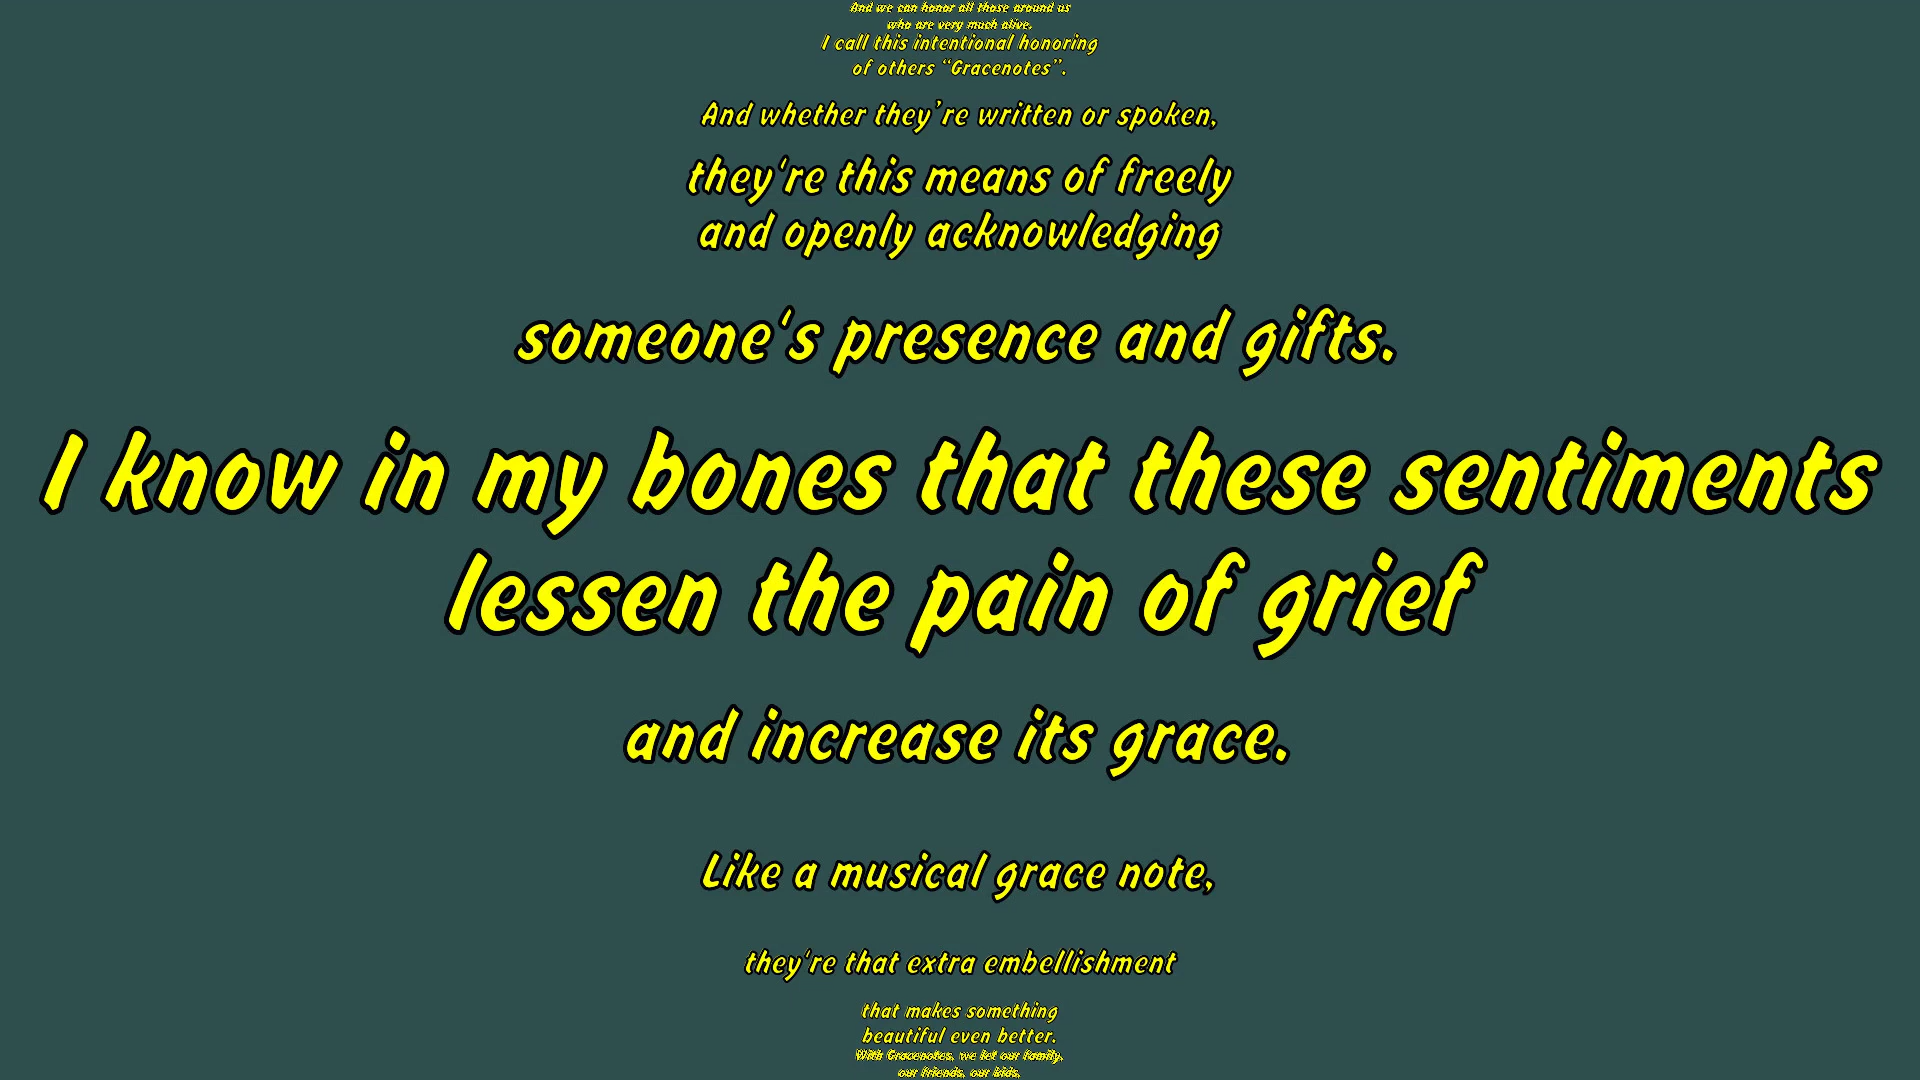 And we can honor all those around us
who are very much alive.
I call this intentional honoring
of others “Gracenotes”.
And whether they’re written or spoken,
they're this means of freely
and openly acknowledging
someone's presence and gifts.
I know in my bones that these sentiments
lessen the pain of grief
and increase its grace.
Like a musical grace note,
they're that extra embellishment
that makes something
beautiful even better.
With Gracenotes, we let our family,
our friends, our kids,